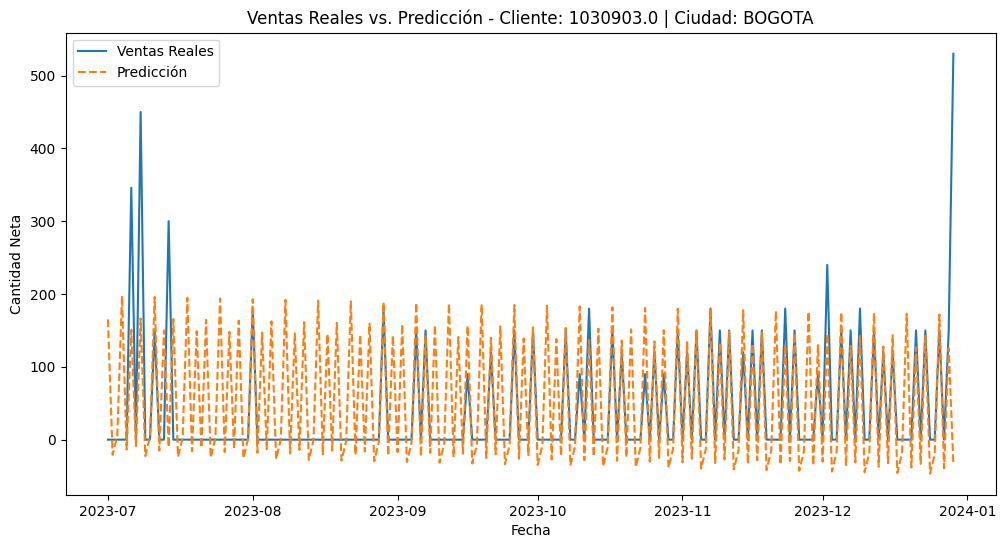 Ventas Reales vs. Predicción - Cliente: 1030903.0 | Ciudad: BOGOTA
Ventas Reales
Predicción
Cantidad Neta
500
400
300
200
100
0
2023-07
2023-08
2023-09
2023-10
2023-11
2023-12
2024-01
Fecha